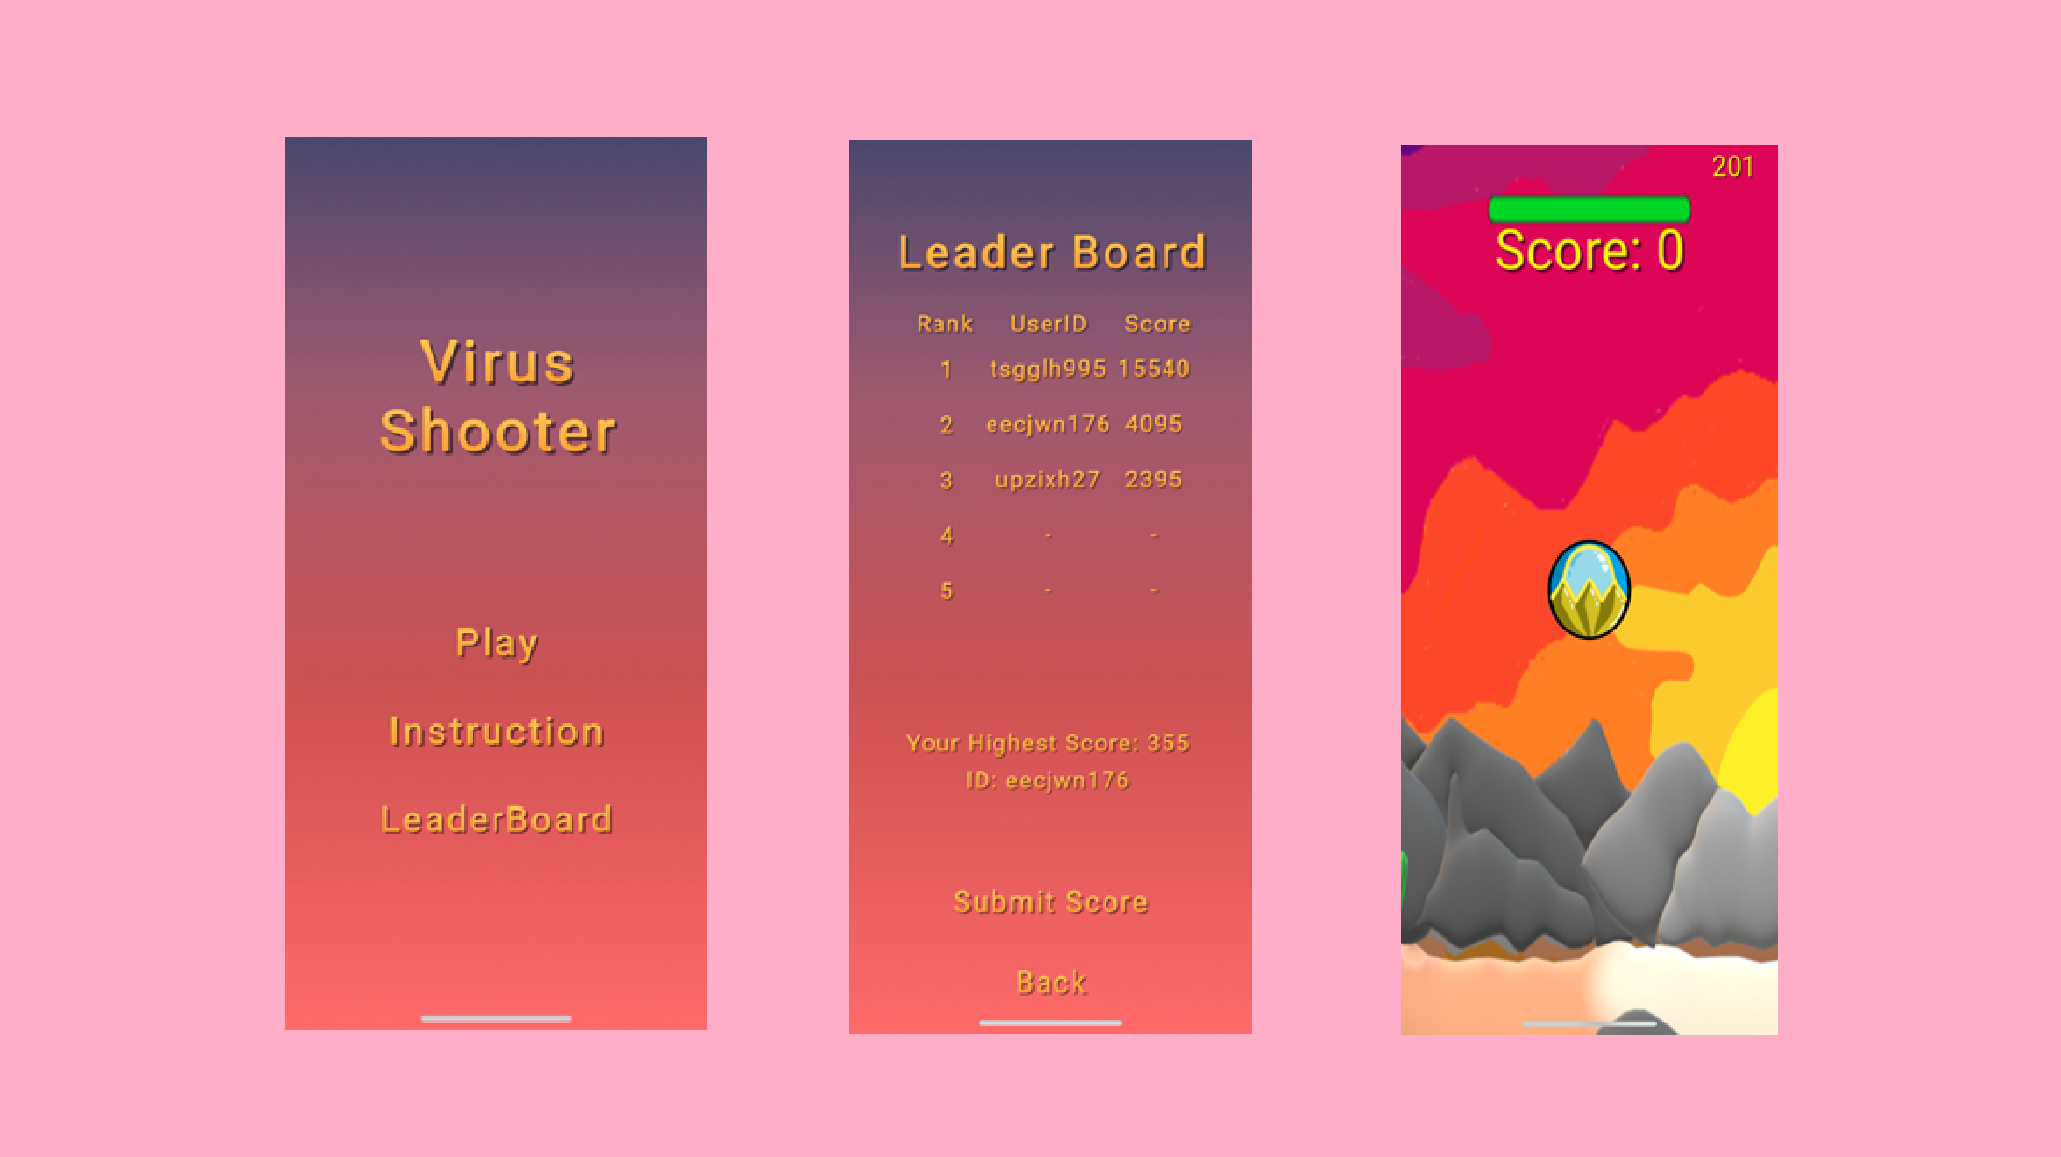 Virus
Shooter
Play
Instruction
LeaderBoard
Leader Board
Rank UserID Score
1 tsgglh995 15540
2 eecjwn176 4095
3 upzixh27 2395
4 - -
5 - -
Your Highest Score: 355
ID: eecjwn176
Submit Score
Back
201
Score: 0